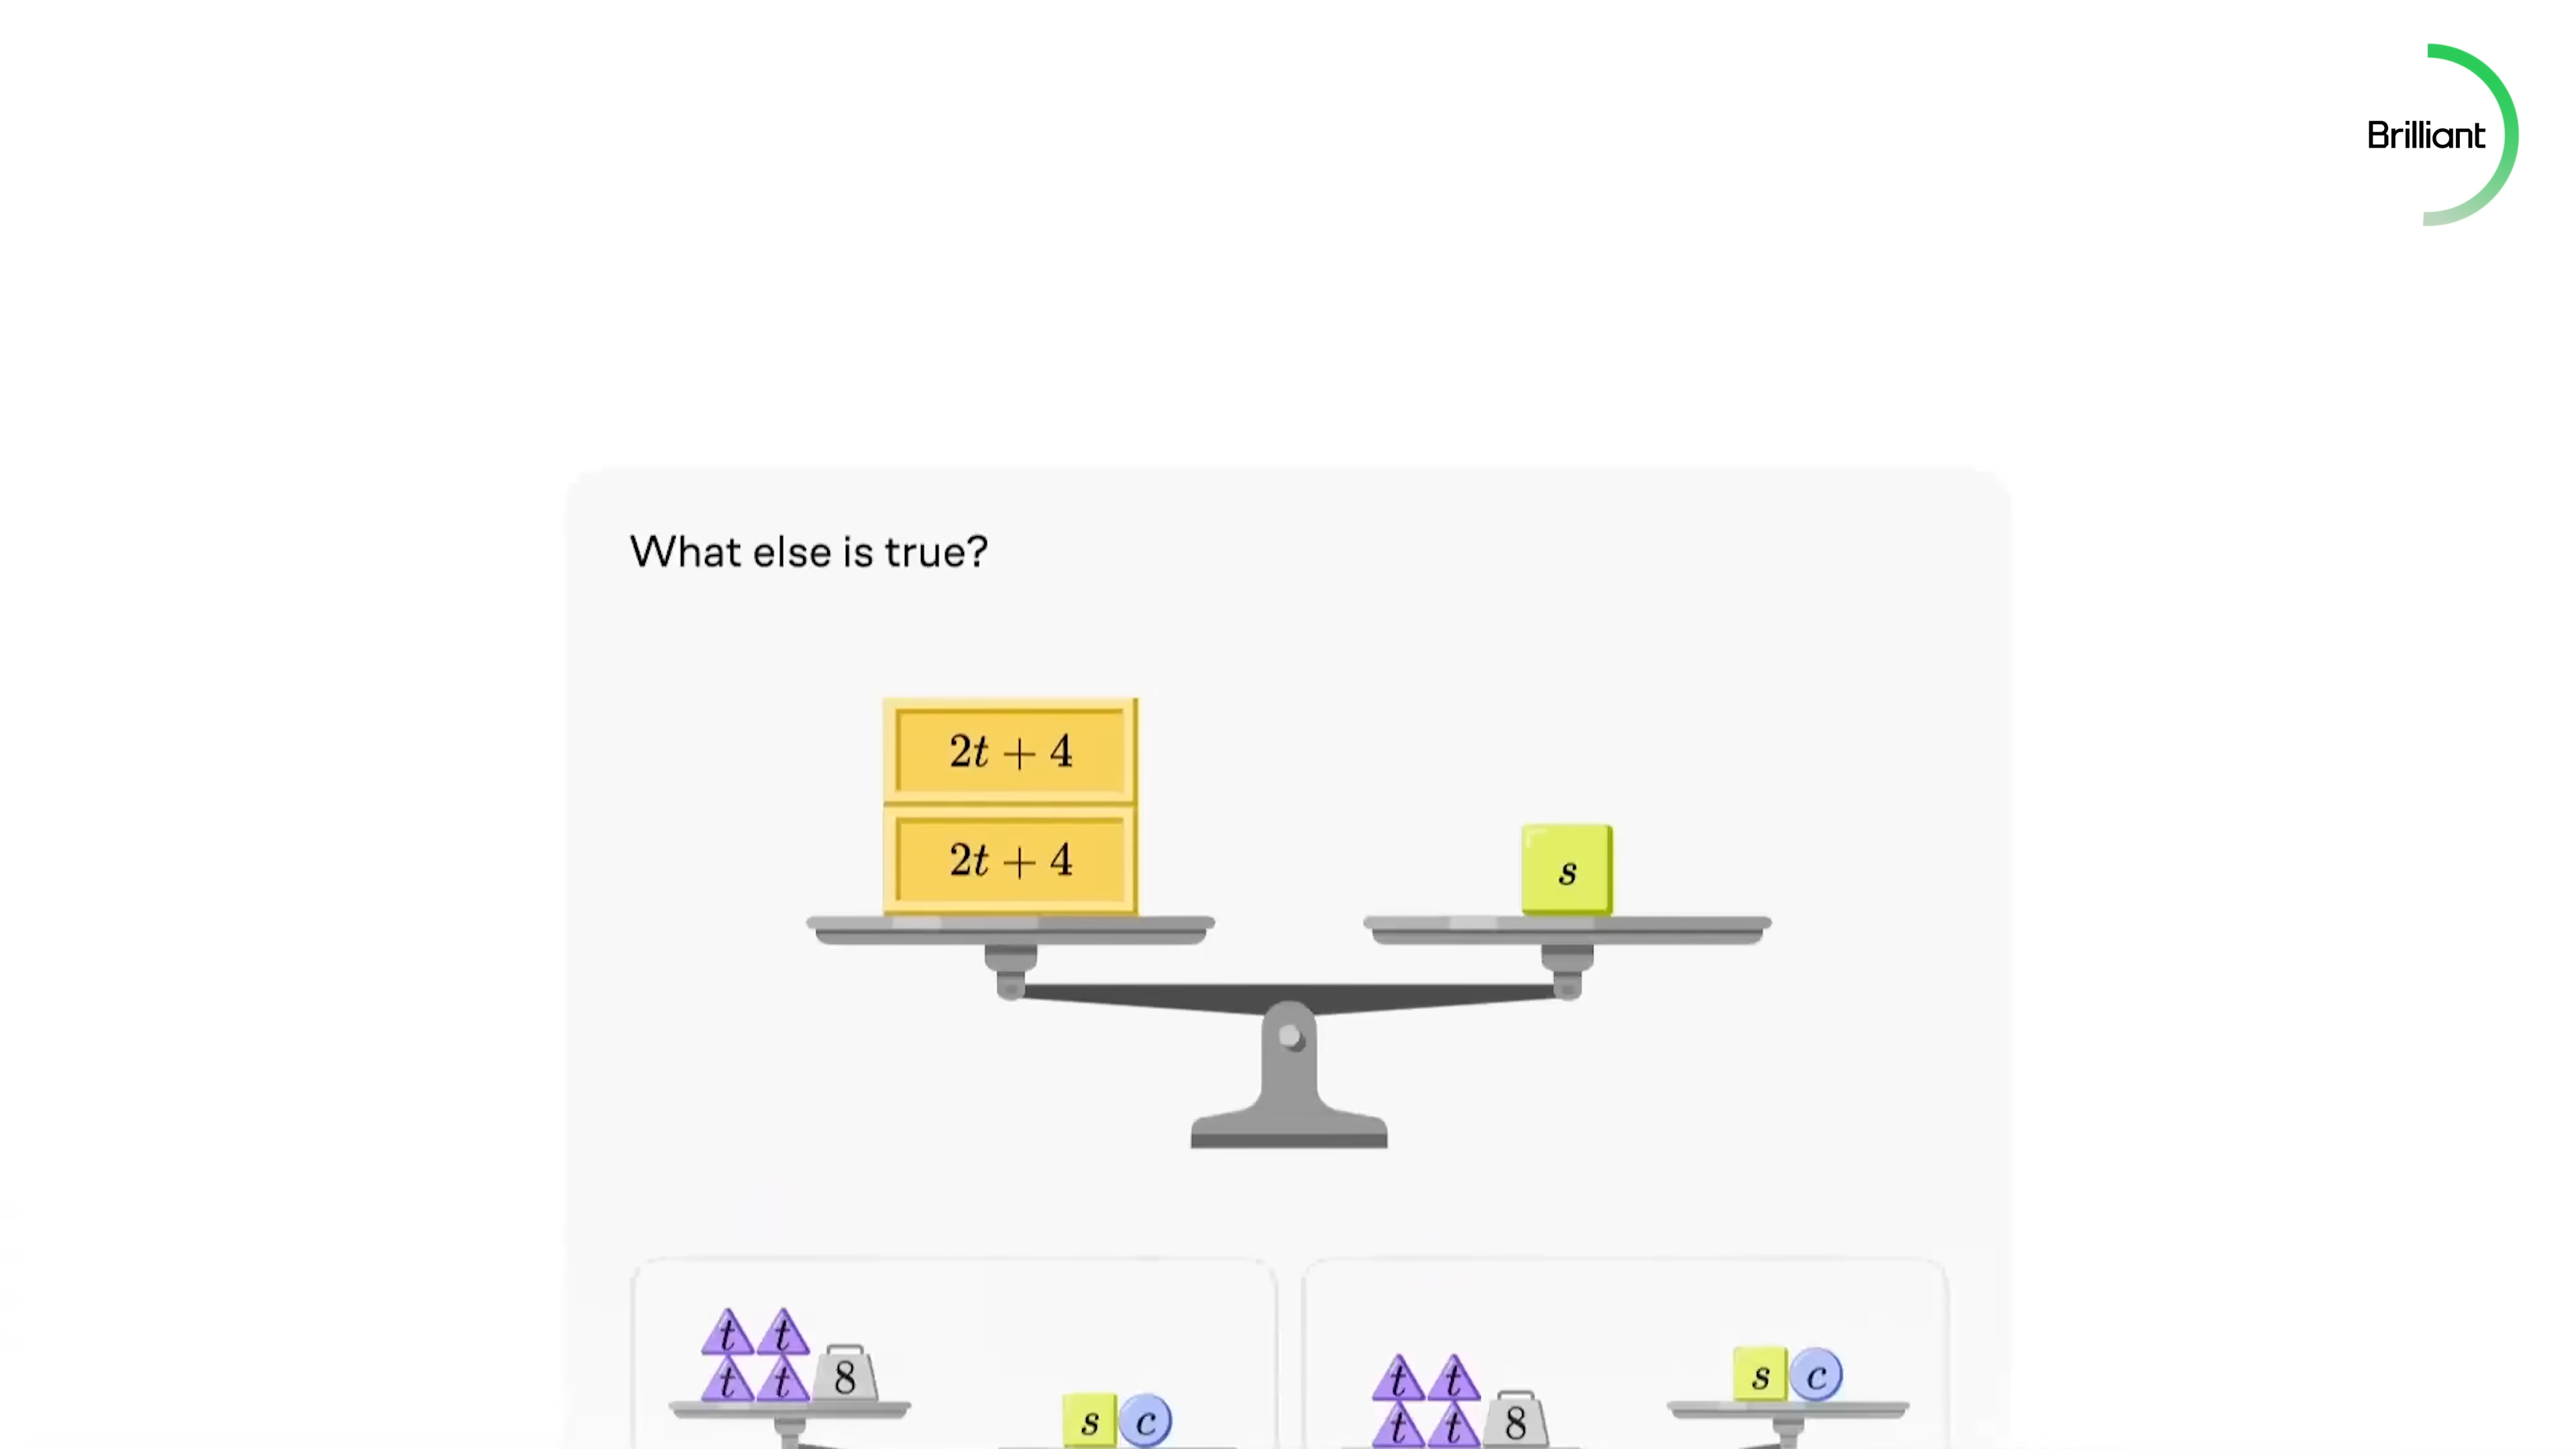 Brilliant
What else is true?
2t + 4
2t + 4
s
t t
t t 8
s c
t t
t t 8
s c